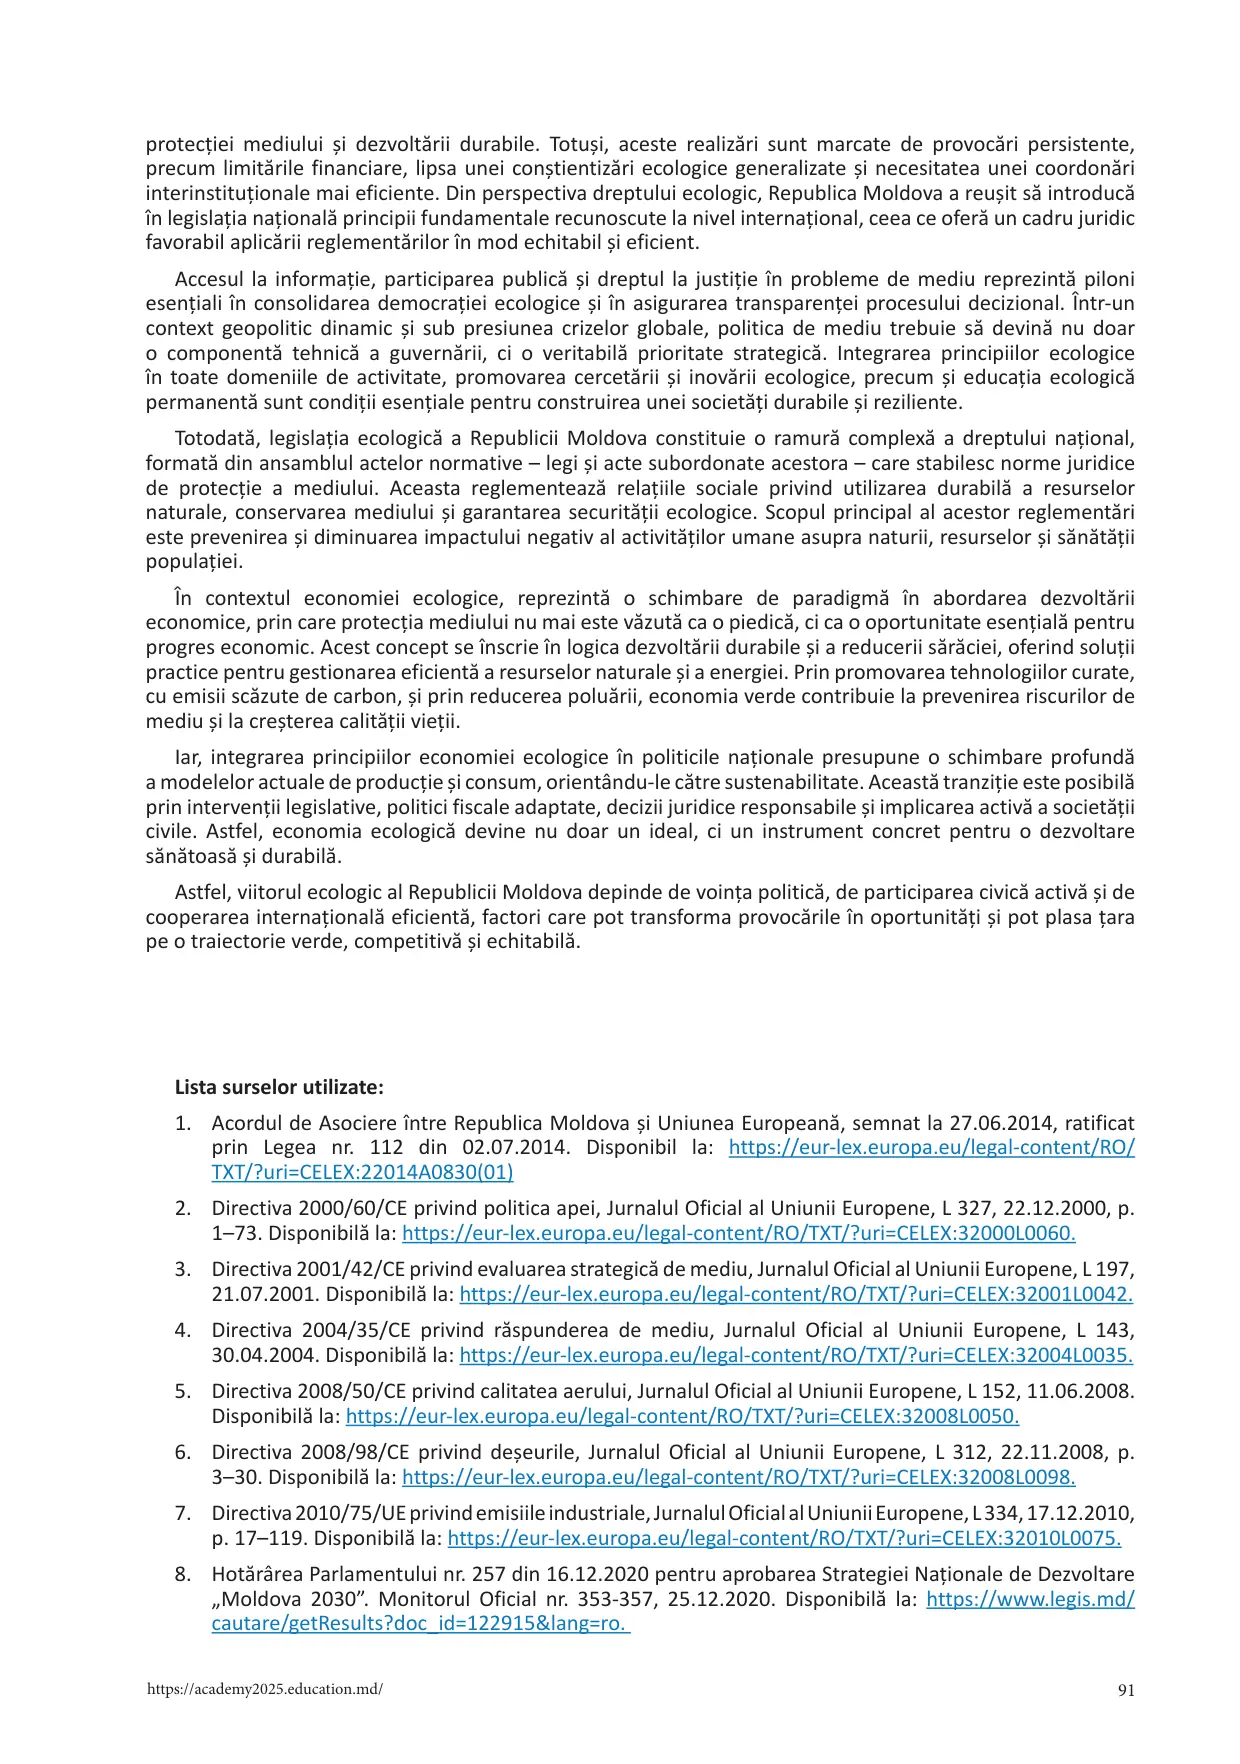 protecției mediului și dezvoltării durabile. Totuși, aceste realizări sunt marcate de provocări persistente,
precum limitările financiare, lipsa unei conștientizări ecologice generalizate și necesitatea unei coordonări
interinstituționale mai eficiente. Din perspectiva dreptului ecologic, Republica Moldova a reușit să introducă
în legislația națională principii fundamentale recunoscute la nivel internațional, ceea ce oferă un cadru juridic
favorabil aplicării reglementărilor în mod echitabil și eficient.
Accesul la informație, participarea publică și dreptul la justiție în probleme de mediu reprezintă piloni
esențiali în consolidarea democrației ecologice și în asigurarea transparenței procesului decizional. Într-un
context geopolitic dinamic și sub presiunea crizelor globale, politica de mediu trebuie să devină nu doar
o componentă tehnică a guvernării, ci o veritabilă prioritate strategică. Integrarea principiilor ecologice
în toate domeniile de activitate, promovarea cercetării și inovării ecologice, precum și educația ecologică
permanentă sunt condiții esențiale pentru construirea unei societăți durabile și reziliente.
Totodată, legislația ecologică a Republicii Moldova constituie o ramură complexă a dreptului național,
formată din ansamblul actelor normative – legi și acte subordonate acestora – care stabilesc norme juridice
de protecție a mediului. Aceasta reglementează relațiile sociale privind utilizarea durabilă a resurselor
naturale, conservarea mediului și garantarea securității ecologice. Scopul principal al acestor reglementări
este prevenirea și diminuarea impactului negativ al activităților umane asupra naturii, resurselor și sănătății
populației.
În contextul economiei ecologice, reprezintă o schimbare de paradigmă în abordarea dezvoltării
economice, prin care protecția mediului nu mai este văzută ca o piedică, ci ca o oportunitate esențială pentru
progres economic. Acest concept se înscrie în logica dezvoltării durabile și a reducerii sărăciei, oferind soluții
practice pentru gestionarea eficientă a resurselor naturale și a energiei. Prin promovarea tehnologiilor curate,
cu emisii scăzute de carbon, și prin reducerea poluării, economia verde contribuie la prevenirea riscurilor de
mediu și la creșterea calității vieții.
Iar, integrarea principiilor economiei ecologice în politicile naționale presupune o schimbare profundă
a modelelor actuale de producție și consum, orientându-le către sustenabilitate. Această tranziție este posibilă
prin intervenții legislative, politici fiscale adaptate, decizii juridice responsabile și implicarea activă a societății
civile. Astfel, economia ecologică devine nu doar un ideal, ci un instrument concret pentru o dezvoltare
sănătoasă și durabilă.
Astfel, viitorul ecologic al Republicii Moldova depinde de voința politică, de participarea civică activă și de
cooperarea internațională eficientă, factori care pot transforma provocările în oportunități și pot plasa țara
pe o traiectorie verde, competitivă și echitabilă.
Lista surselor utilizate:
1. Acordul de Asociere între Republica Moldova și Uniunea Europeană, semnat la 27.06.2014, ratificat
prin Legea nr. 112 din 02.07.2014. Disponibil la: https://eur-lex.europa.eu/legal-content/RO/
TXT/?uri=CELEX:22014A0830(01)
2. Directiva 2000/60/CE privind politica apei, Jurnalul Oficial al Uniunii Europene, L 327, 22.12.2000, p.
1–73. Disponibilă la: https://eur-lex.europa.eu/legal-content/RO/TXT/?uri=CELEX:32000L0060.
3. Directiva 2001/42/CE privind evaluarea strategică de mediu, Jurnalul Oficial al Uniunii Europene, L 197,
21.07.2001. Disponibilă la: https://eur-lex.europa.eu/legal-content/RO/TXT/?uri=CELEX:32001L0042.
4. Directiva 2004/35/CE privind răspunderea de mediu, Jurnalul Oficial al Uniunii Europene, L 143,
30.04.2004. Disponibilă la: https://eur-lex.europa.eu/legal-content/RO/TXT/?uri=CELEX:32004L0035.
5. Directiva 2008/50/CE privind calitatea aerului, Jurnalul Oficial al Uniunii Europene, L 152, 11.06.2008.
Disponibilă la: https://eur-lex.europa.eu/legal-content/RO/TXT/?uri=CELEX:32008L0050.
6. Directiva 2008/98/CE privind deșeurile, Jurnalul Oficial al Uniunii Europene, L 312, 22.11.2008, p.
3–30. Disponibilă la: https://eur-lex.europa.eu/legal-content/RO/TXT/?uri=CELEX:32008L0098.
7. Directiva 2010/75/UE privind emisiile industriale, Jurnalul Oficial al Uniunii Europene, L 334, 17.12.2010,
p. 17–119. Disponibilă la: https://eur-lex.europa.eu/legal-content/RO/TXT/?uri=CELEX:32010L0075.
8. Hotărârea Parlamentului nr. 257 din 16.12.2020 pentru aprobarea Strategiei Naționale de Dezvoltare
„Moldova 2030”. Monitorul Oficial nr. 353-357, 25.12.2020. Disponibilă la: https://www.legis.md/
cautare/getResults?doc_id=122915&lang=ro.
https://academy2025.education.md/
91